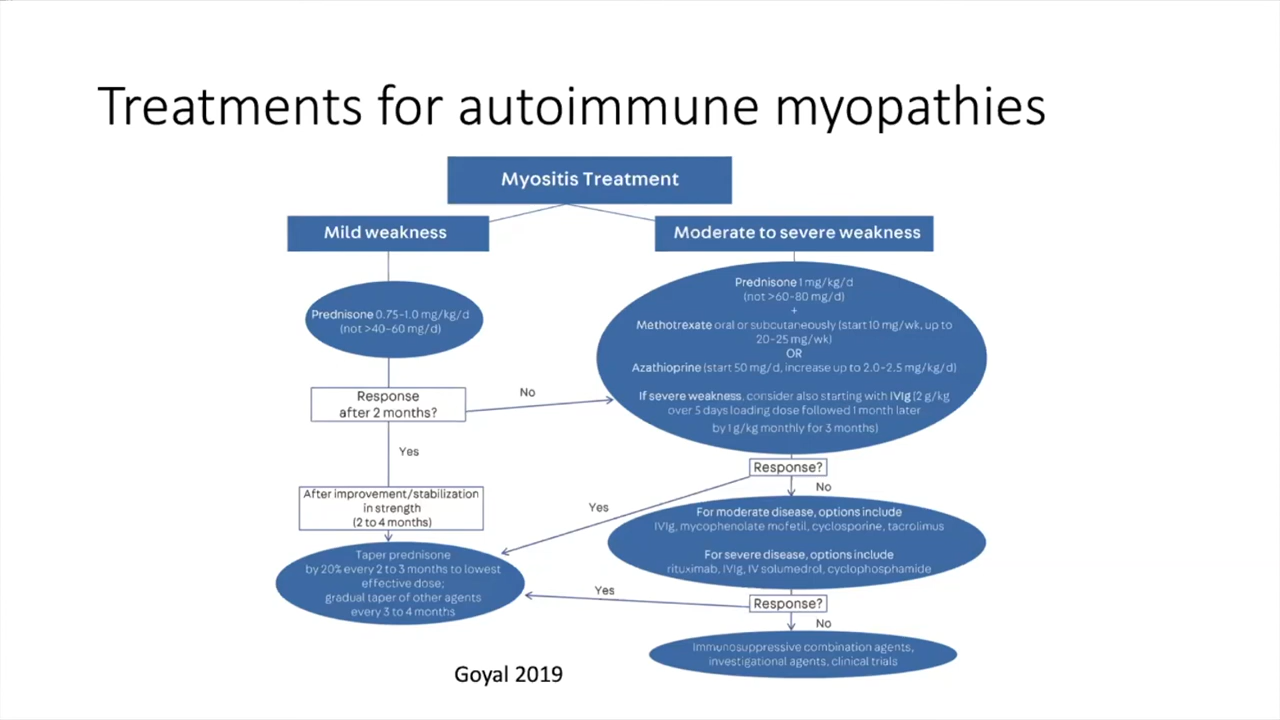 Treatments for autoimmune myopathies
Myositis Treatment
Mild weakness
Moderate to severe weakness
Prednisone 0.75-1.0 mg/kg/d
(not >40-60 mg/d)
Response
after 2 months?
No
Yes
After improvement/stabilization
in strength
(2 to 4 months)
Taper prednisone
by 20% every 2 to 3 months to lowest
effective dose;
gradual taper of other agents
every 3 to 4 months
Prednisone 1 mg/kg/d
(not >60-80 mg/d)
+
Methotrexate oral or subcutaneously (start 10 mg/wk, up to
20-25 mg/wk)
OR
Azathioprine (start 50 mg/d, increase up to 2.0-2.5 mg/kg/d)
If severe weakness, consider also starting with IVIg (2 g/kg
over 5 days loading dose followed 1 month later
by 1 g/kg monthly for 3 months)
Response?
No
Yes
For moderate disease, options include
IVIg, mycophenolate mofetil, cyclosporine, tacrolimus
For severe disease, options include
rituximab, IVIg, IV solumedrol, cyclophosphamide
Response?
Yes
No
Immunosuppressive combination agents,
investigational agents, clinical trials
Goyal 2019